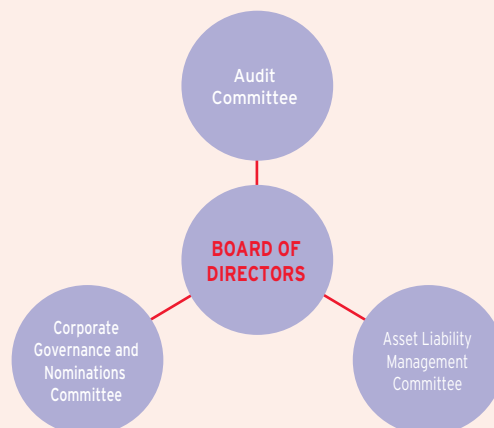 Audit
Committee
BOARD OF
DIRECTORS
Corporate
Governance and
Nominations
Committee
Asset Liability
Management
Committee